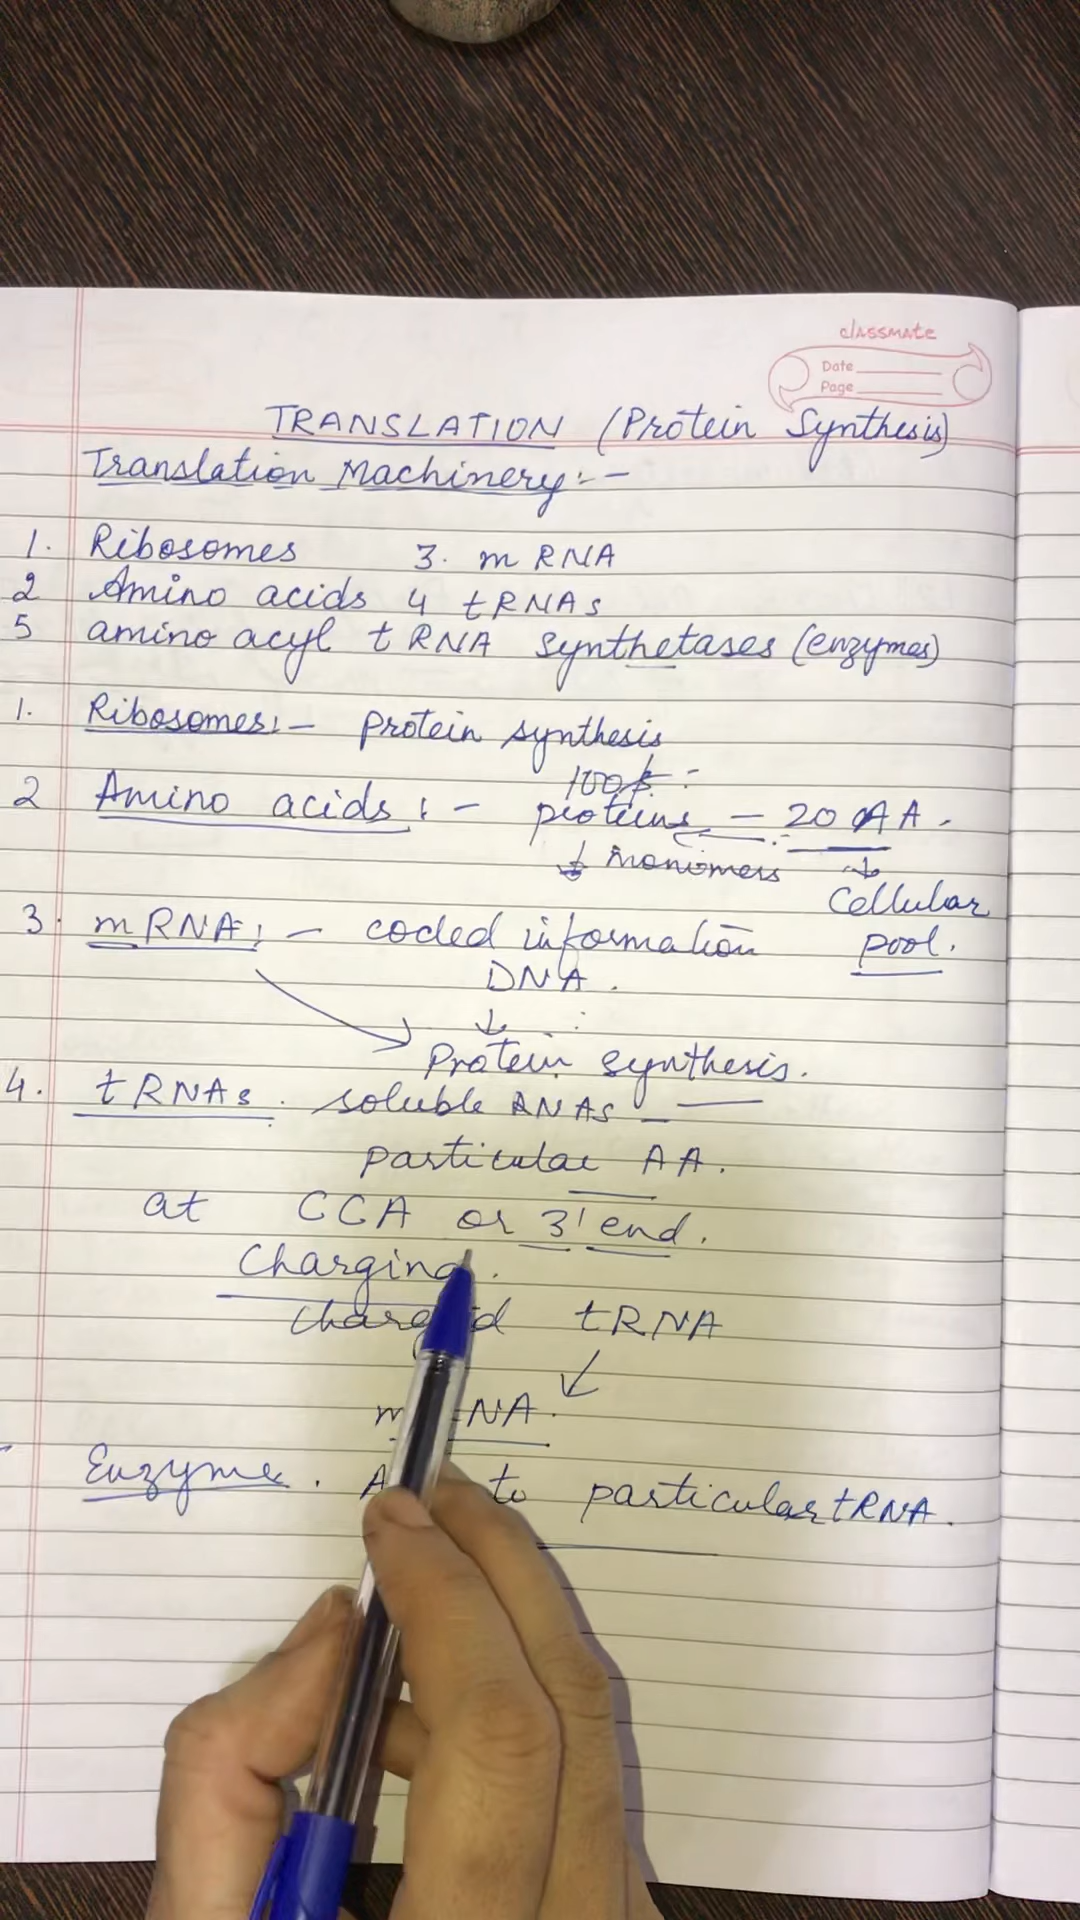 classmate
Date
Page
TRANSLATION (Protein Synthesis)
Translation Machinery:-
1. Ribosomes 3. mRNA
2 Amino acids 4 tRNAs
5 amino acyl tRNA synthetases (enzymes)
1. Ribosomes:- Protein synthesis
100
2 Amino acids:- proteins - 20 AA.
↓ monomers ↓
Cellular
3. mRNA:- coded information pool.
DNA.
↓
Protein synthesis.
4. tRNAs. soluble RNAs
particular AA.
at CCA or 3' end.
Charging.
tRNA
Enzyme. to particular tRNA.